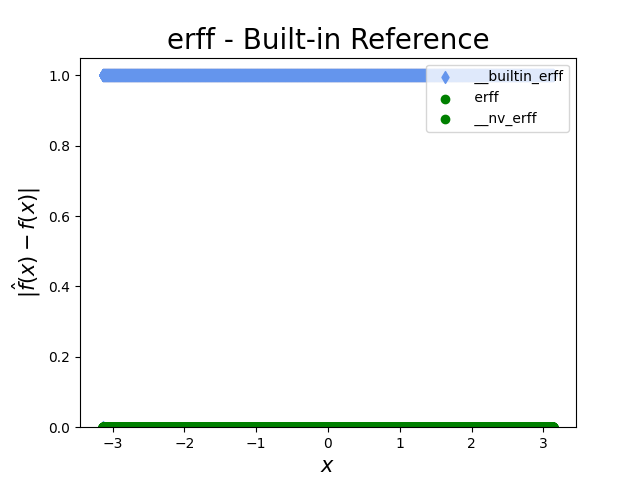 erff - Built-in Reference
1.0
0.8
0.6
0.4
0.2
0.0
|f̂(x) − f(x)|
__builtin_erff
erff
__nv_erff
−3 −2 −1 0 1 2 3
x